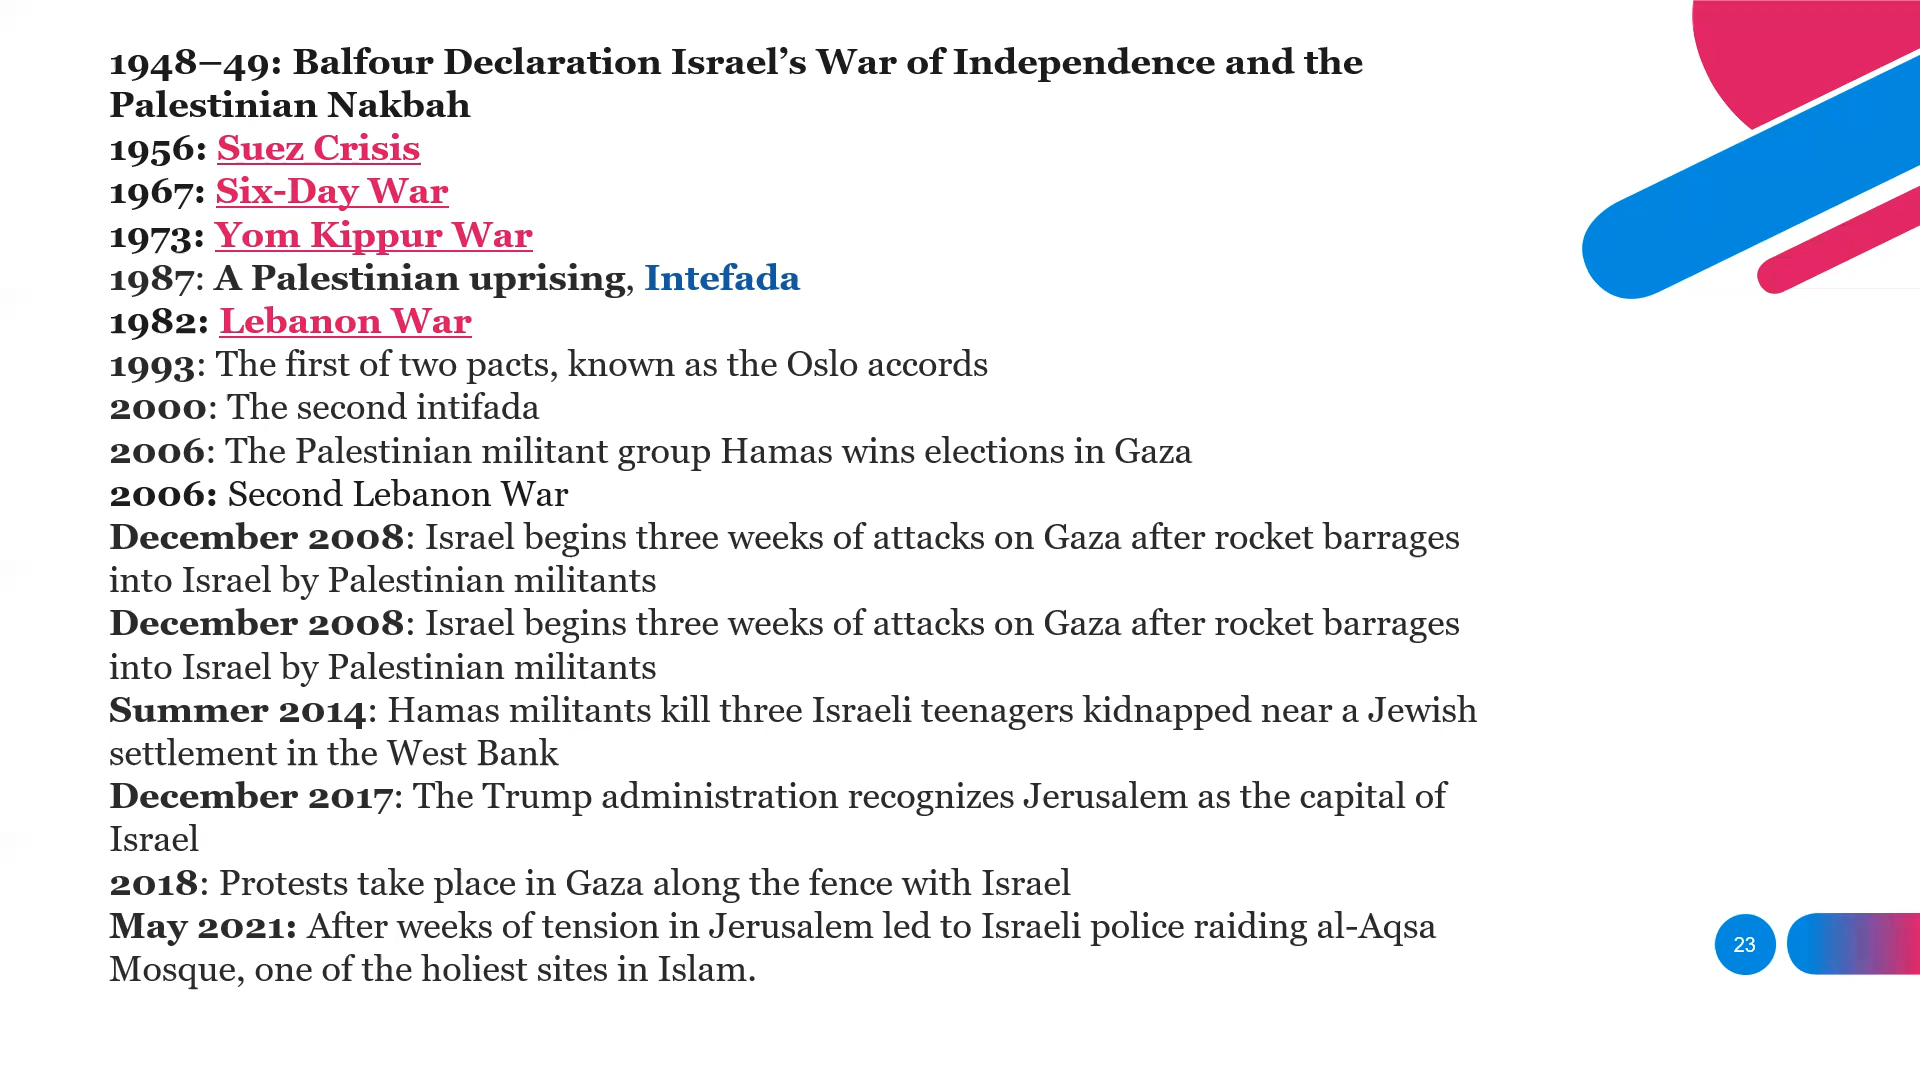 1948–49: Balfour Declaration Israel’s War of Independence and the
Palestinian Nakbah
1956: Suez Crisis
1967: Six-Day War
1973: Yom Kippur War
1987: A Palestinian uprising, Intefada
1982: Lebanon War
1993: The first of two pacts, known as the Oslo accords
2000: The second intifada
2006: The Palestinian militant group Hamas wins elections in Gaza
2006: Second Lebanon War
December 2008: Israel begins three weeks of attacks on Gaza after rocket barrages
into Israel by Palestinian militants
December 2008: Israel begins three weeks of attacks on Gaza after rocket barrages
into Israel by Palestinian militants
Summer 2014: Hamas militants kill three Israeli teenagers kidnapped near a Jewish
settlement in the West Bank
December 2017: The Trump administration recognizes Jerusalem as the capital of
Israel
2018: Protests take place in Gaza along the fence with Israel
May 2021: After weeks of tension in Jerusalem led to Israeli police raiding al-Aqsa
Mosque, one of the holiest sites in Islam.
23